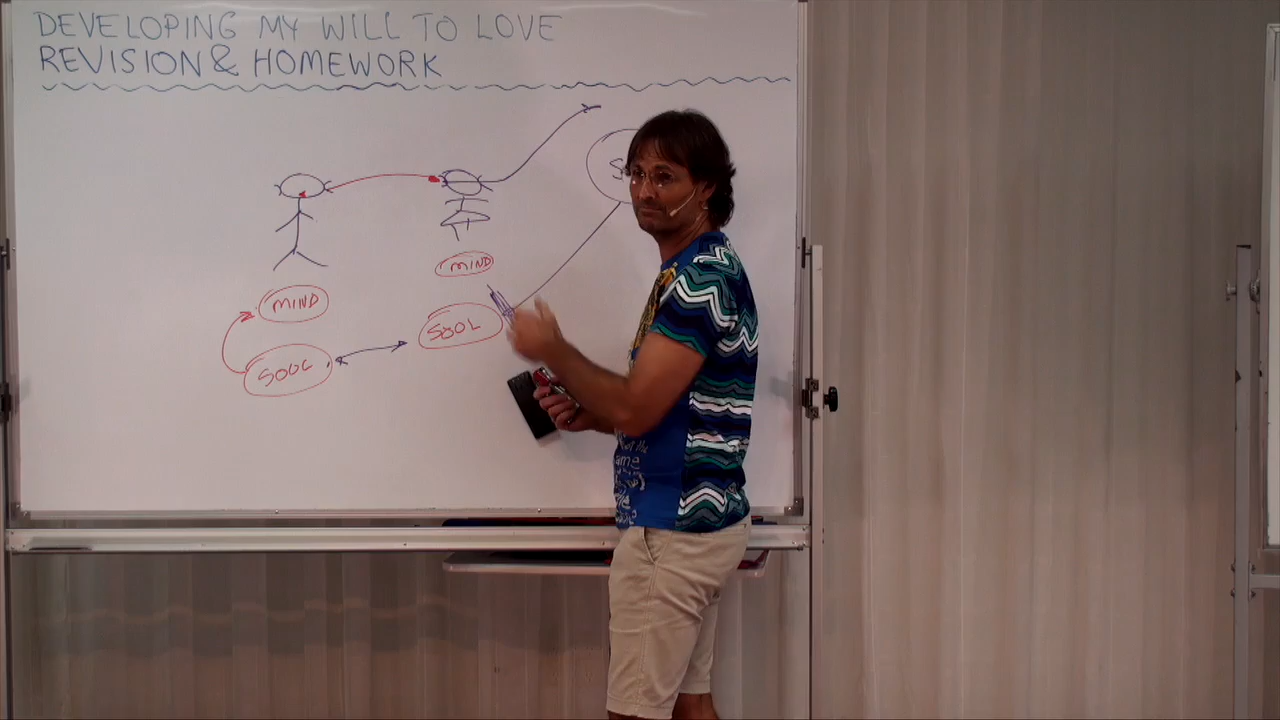 DEVELOPING MY WILL TO LOVE
REVISION & HOMEWORK
MIND
MIND
SOUL
SOUL